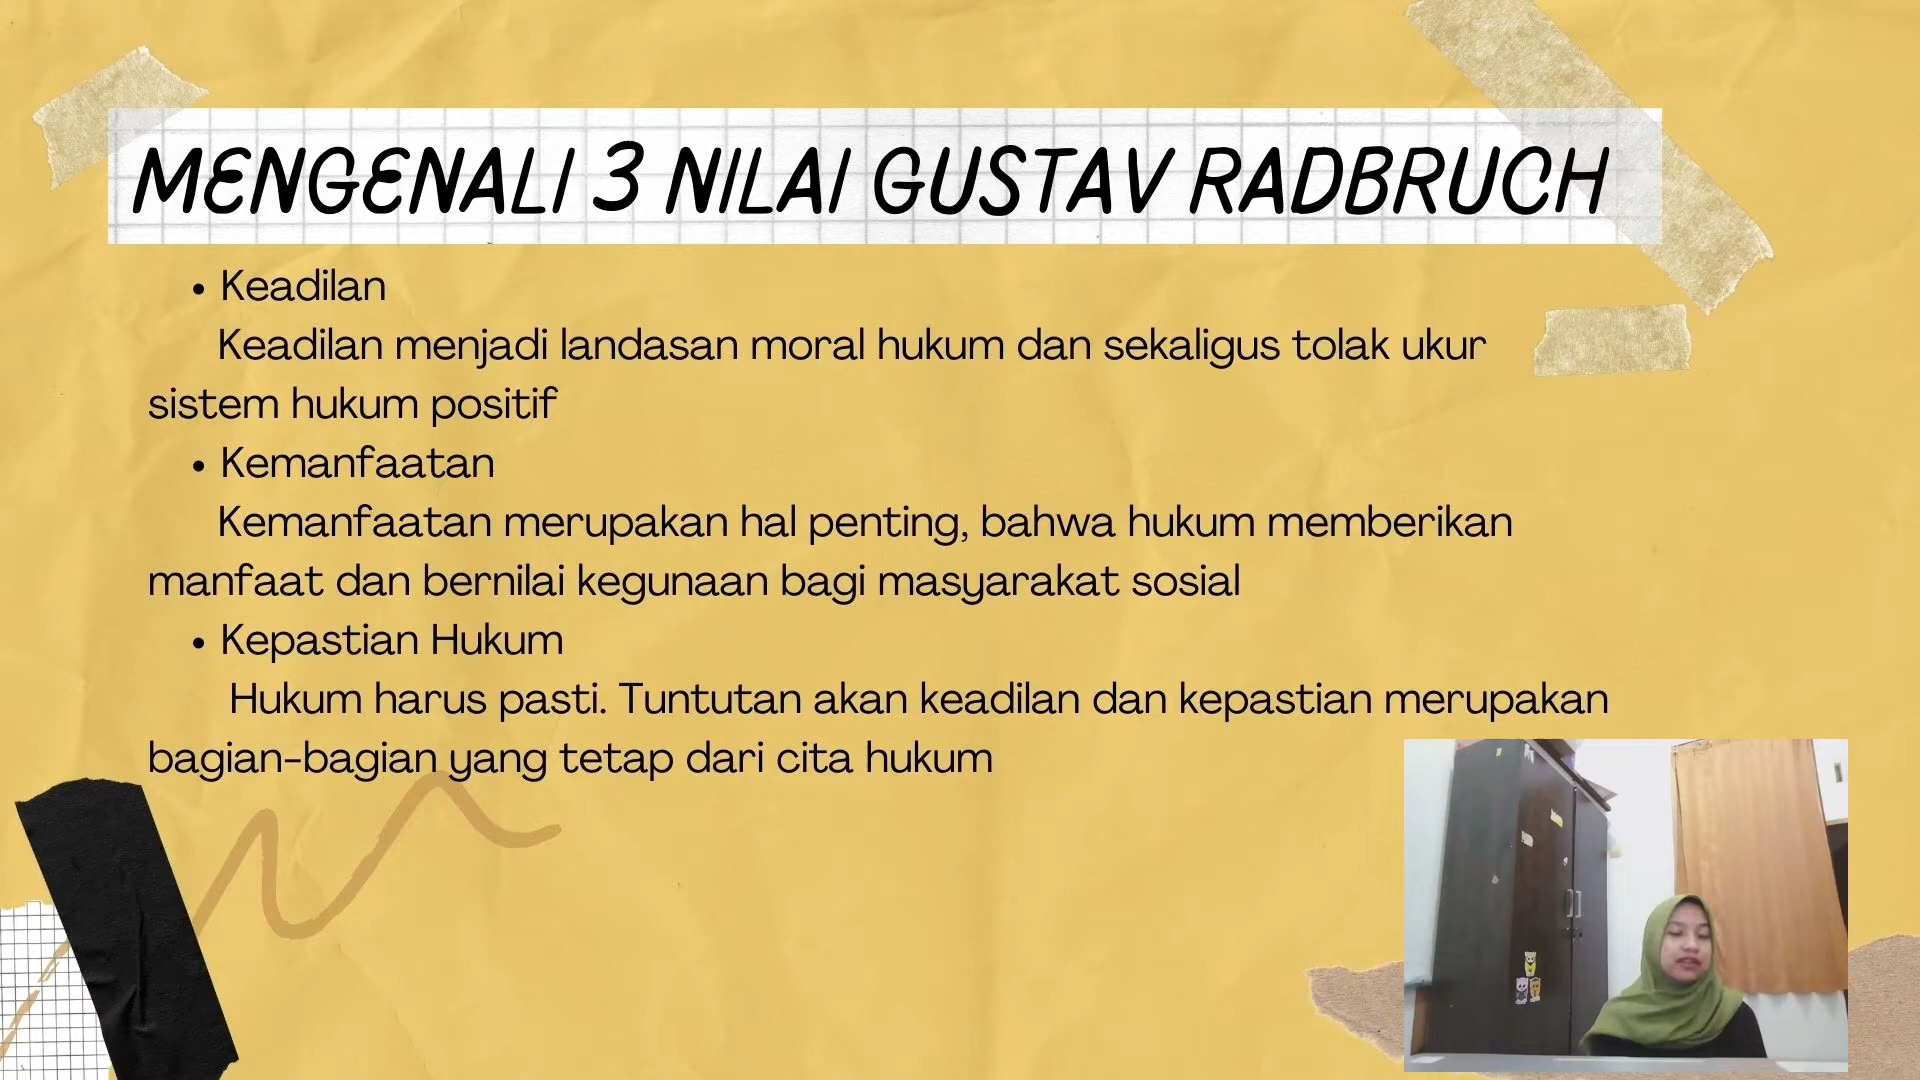 MENGENALI 3 NILAI GUSTAV RADBRUCH
• Keadilan
Keadilan menjadi landasan moral hukum dan sekaligus tolak ukur
sistem hukum positif
• Kemanfaatan
Kemanfaatan merupakan hal penting, bahwa hukum memberikan
manfaat dan bernilai kegunaan bagi masyarakat sosial
• Kepastian Hukum
Hukum harus pasti. Tuntutan akan keadilan dan kepastian merupakan
bagian-bagian yang tetap dari cita hukum